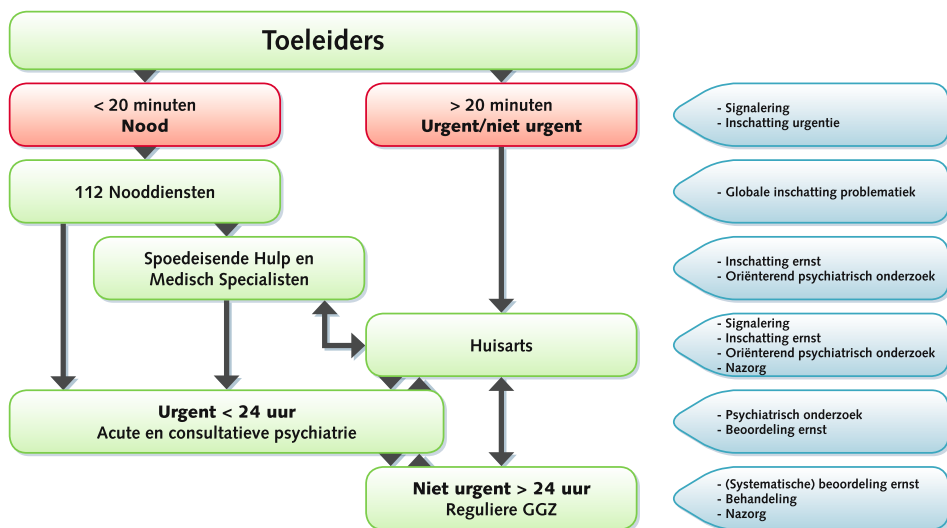 Toeleiders
< 20 minuten
Nood
> 20 minuten
Urgent/niet urgent
- Signalering
- Inschatting urgentie
112 Nooddiensten
- Globale inschatting problematiek
Spoedeisende Hulp en
Medisch Specialisten
- Inschatting ernst
- Oriënterend psychiatrisch onderzoek
Huisarts
- Signalering
- Inschatting ernst
- Oriënterend psychiatrisch onderzoek
- Nazorg
Urgent < 24 uur
Acute en consultatieve psychiatrie
- Psychiatrisch onderzoek
- Beoordeling ernst
Niet urgent > 24 uur
Reguliere GGZ
- (Systematische) beoordeling ernst
- Behandeling
- Nazorg